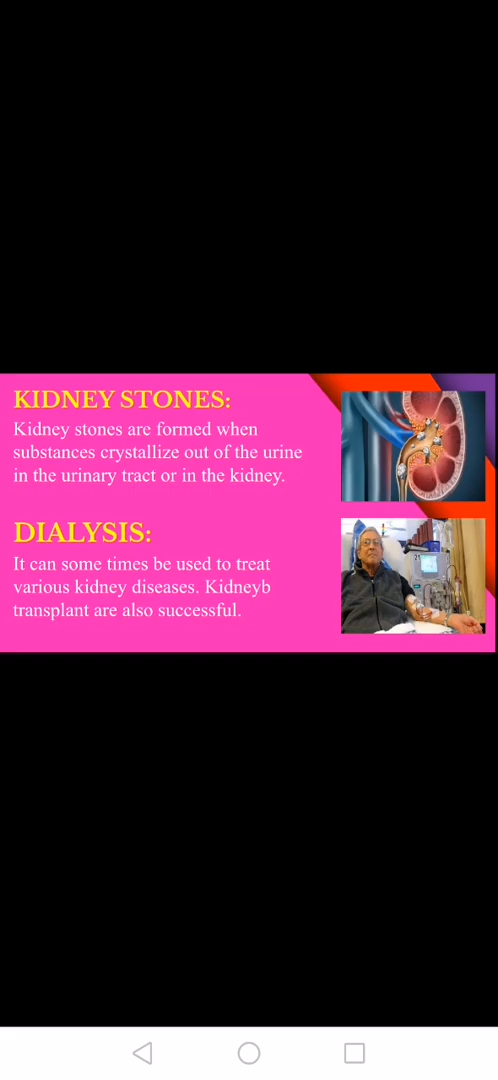 KIDNEY STONES:
Kidney stones are formed when
substances crystallize out of the urine
in the urinary tract or in the kidney.
DIALYSIS:
It can some times be used to treat
various kidney diseases. Kidneyb
transplant are also successful.